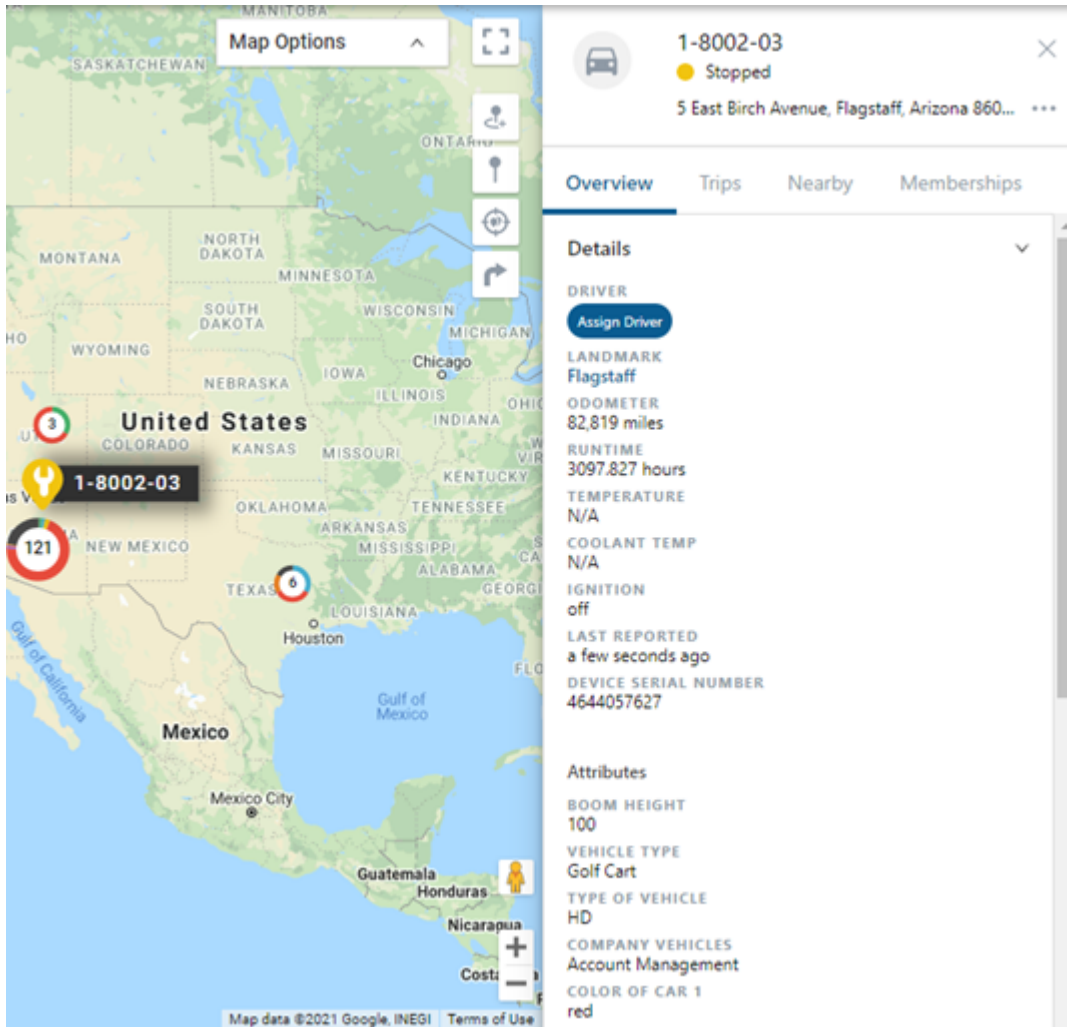 MANITOBA
Map Options
SASKATCHEWAN
ONTARIO
NORTH
DAKOTA
MONTANA
MINNESOTA
SOUTH
DAKOTA
WISCONSIN
MICHIGAN
HO
WYOMING
Chicago
IOWA
NEBRASKA
ILLINOIS
OHIO
3
United States
INDIANA
UT
COLORADO
KANSAS
MISSOURI
KENTUCKY
1-8002-03
OKLAHOMA
TENNESSEE
ARKANSAS
121
NEW MEXICO
MISSISSIPPI
ALABAMA
TEXAS
6
GEORGI
LOUISIANA
Houston
FLO
Gulf of California
Gulf of
Mexico
Mexico
Mexico City
Guatemala
Honduras
Nicaragua
+
Costa
−
Map data ©2021 Google, INEGI
Terms of Use
1-8002-03
Stopped
5 East Birch Avenue, Flagstaff, Arizona 860...
Overview Trips Nearby Memberships
Details
DRIVER
Assign Driver
LANDMARK
Flagstaff
ODOMETER
82,819 miles
RUNTIME
3097.827 hours
TEMPERATURE
N/A
COOLANT TEMP
N/A
IGNITION
off
LAST REPORTED
a few seconds ago
DEVICE SERIAL NUMBER
4644057627
Attributes
BOOM HEIGHT
100
VEHICLE TYPE
Golf Cart
TYPE OF VEHICLE
HD
COMPANY VEHICLES
Account Management
COLOR OF CAR 1
red